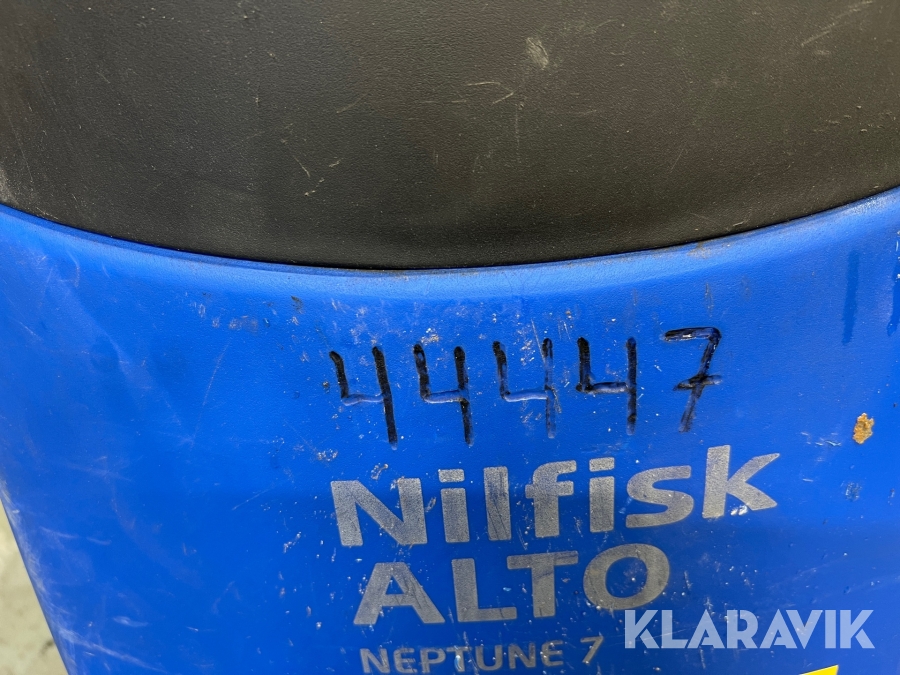 44447
Nilfisk
ALTO
NEPTUNE 7
KLARAVIK